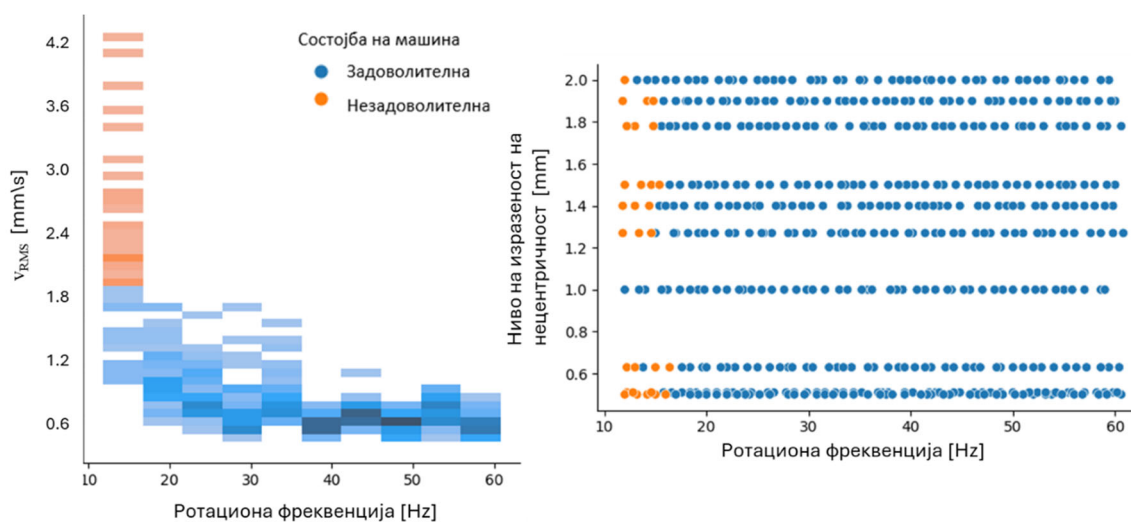 Состојба на машина
Задоволителна
Незадоволителна
4.2
3.6
3.0
2.4
1.8
1.2
0.6
vRMS [mm\s]
10 20 30 40 50 60
Ротациона фреквенција [Hz]
Ниво на изразеност на
нецентричност [mm]
2.0
1.8
1.6
1.4
1.2
1.0
0.8
0.6
10 20 30 40 50 60
Ротациона фреквенција [Hz]